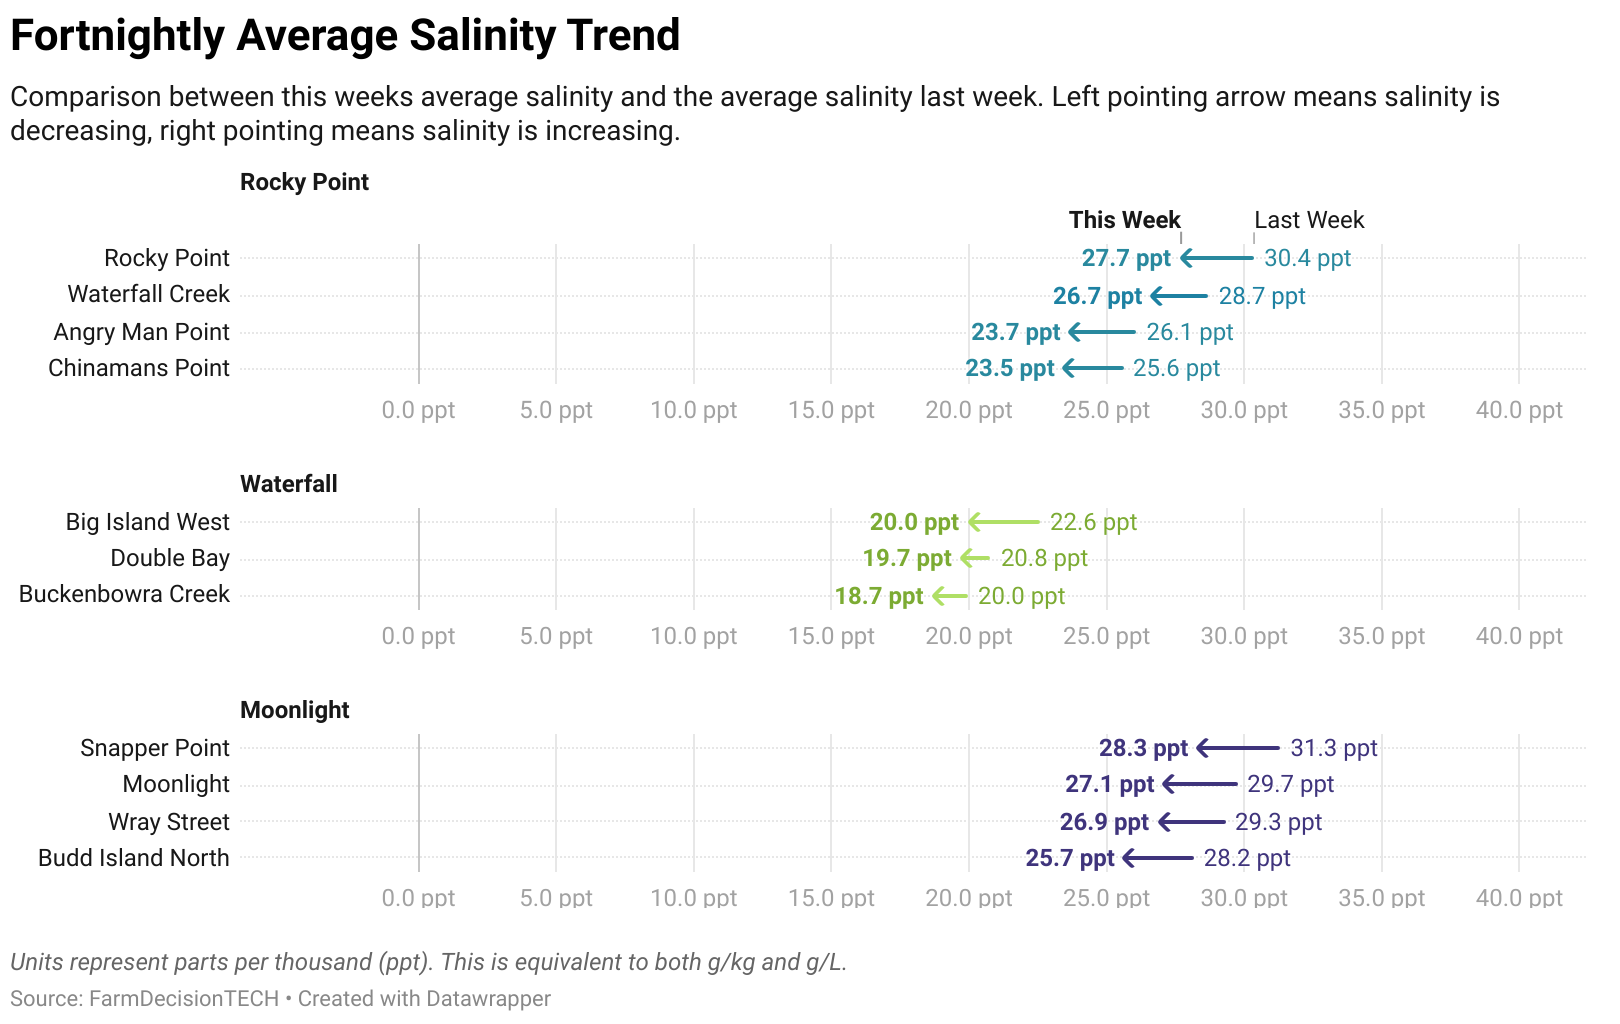 Fortnightly Average Salinity Trend
Comparison between this weeks average salinity and the average salinity last week. Left pointing arrow means salinity is
decreasing, right pointing means salinity is increasing.
Rocky Point
This Week Last Week
Rocky Point 27.7 ppt 30.4 ppt
Waterfall Creek 26.7 ppt 28.7 ppt
Angry Man Point 23.7 ppt 26.1 ppt
Chinamans Point 23.5 ppt 25.6 ppt
0.0 ppt 5.0 ppt 10.0 ppt 15.0 ppt 20.0 ppt 25.0 ppt 30.0 ppt 35.0 ppt 40.0 ppt
Waterfall
Big Island West 20.0 ppt 22.6 ppt
Double Bay 19.7 ppt 20.8 ppt
Buckenbowra Creek 18.7 ppt 20.0 ppt
0.0 ppt 5.0 ppt 10.0 ppt 15.0 ppt 20.0 ppt 25.0 ppt 30.0 ppt 35.0 ppt 40.0 ppt
Moonlight
Snapper Point 28.3 ppt 31.3 ppt
Moonlight 27.1 ppt 29.7 ppt
Wray Street 26.9 ppt 29.3 ppt
Budd Island North 25.7 ppt 28.2 ppt
0.0 ppt 5.0 ppt 10.0 ppt 15.0 ppt 20.0 ppt 25.0 ppt 30.0 ppt 35.0 ppt 40.0 ppt
Units represent parts per thousand (ppt). This is equivalent to both g/kg and g/L.
Source: FarmDecisionTECH • Created with Datawrapper